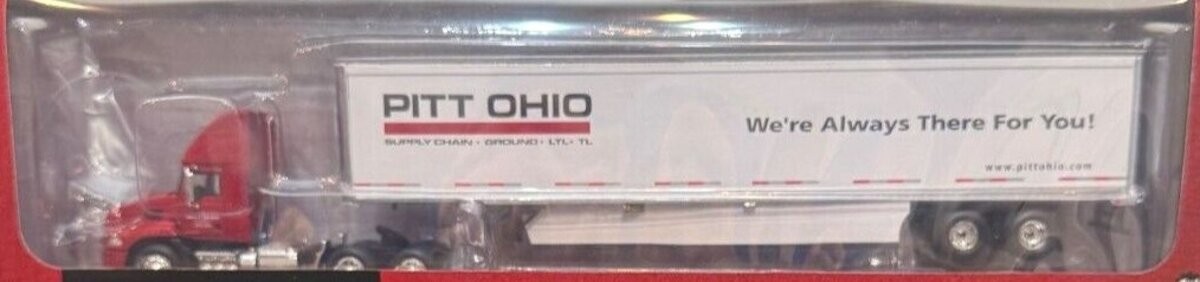 PITT OHIO
SUPPLY CHAIN • GROUND • LTL • TL
We're Always There For You!
www.pittohio.com